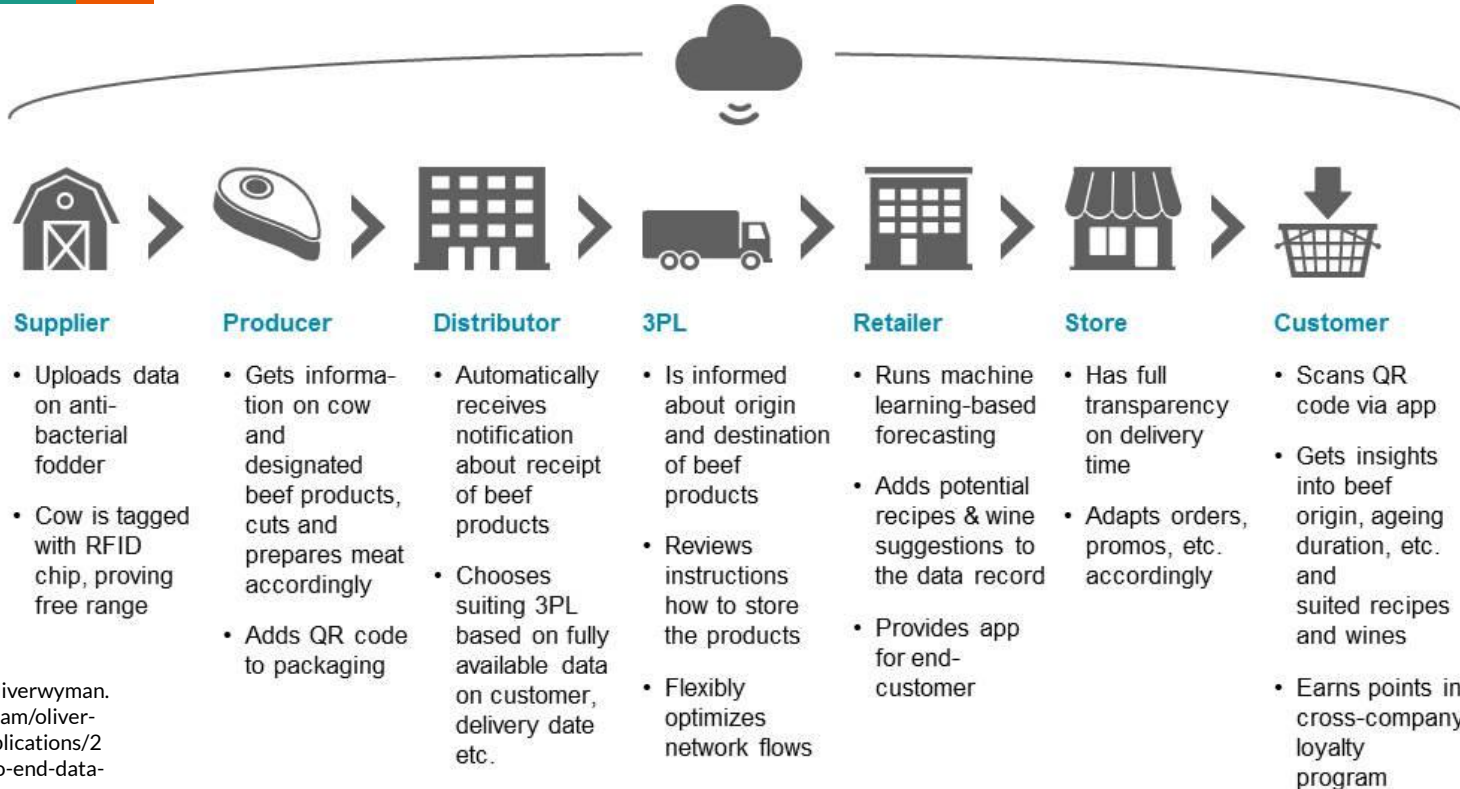 Supplier
• Uploads data
on anti-
bacterial
fodder
• Cow is tagged
with RFID
chip, proving
free range
Producer
• Gets informa-
tion on cow
and
designated
beef products,
cuts and
prepares meat
accordingly
• Adds QR code
to packaging
Distributor
• Automatically
receives
notification
about receipt
of beef
products
• Chooses
suiting 3PL
based on fully
available data
on customer,
delivery date
etc.
3PL
• Is informed
about origin
and destination
of beef
products
• Reviews
instructions
how to store
the products
• Flexibly
optimizes
network flows
Retailer
• Runs machine
learning-based
forecasting
• Adds potential
recipes & wine
suggestions to
the data record
• Provides app
for end-
customer
Store
• Has full
transparency
on delivery
time
• Adapts orders,
promos, etc.
accordingly
Customer
• Scans QR
code via app
• Gets insights
into beef
origin, ageing
duration, etc.
and
suited recipes
and wines
• Earns points in
cross-company
loyalty
program
iverwyman.
am/oliver-
lications/2
o-end-data-